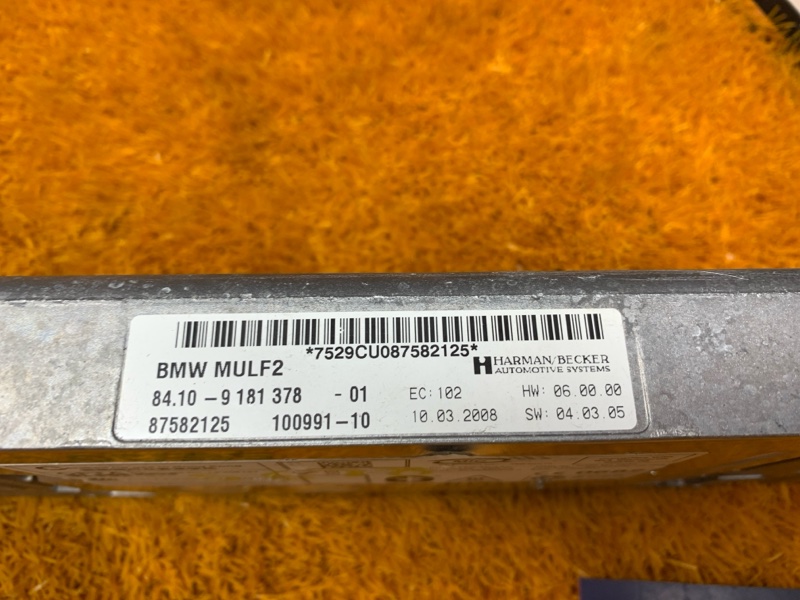 *7529CU087582125*
BMW MULF2
HARMAN/BECKER
AUTOMOTIVE SYSTEMS
84.10 - 9 181 378 - 01 EC: 102 HW: 06.00.00
87582125 100991-10 10.03.2008 SW: 04.03.05